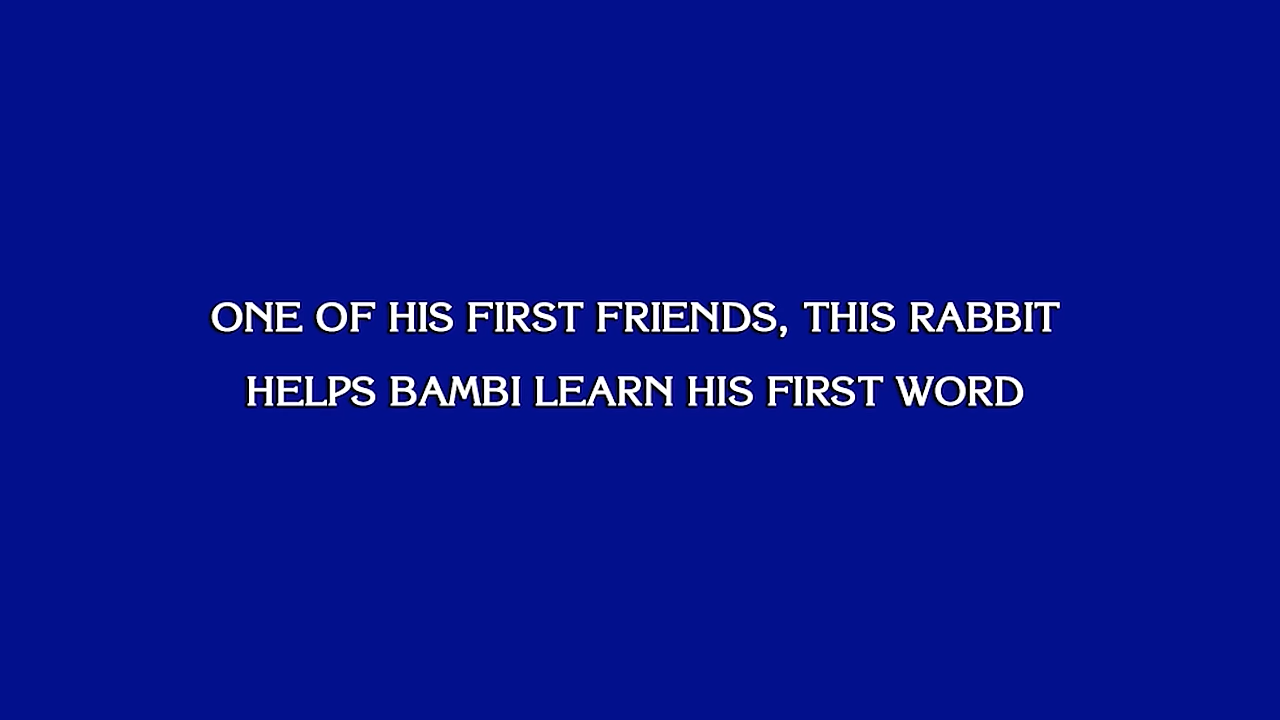 ONE OF HIS FIRST FRIENDS, THIS RABBIT
HELPS BAMBI LEARN HIS FIRST WORD